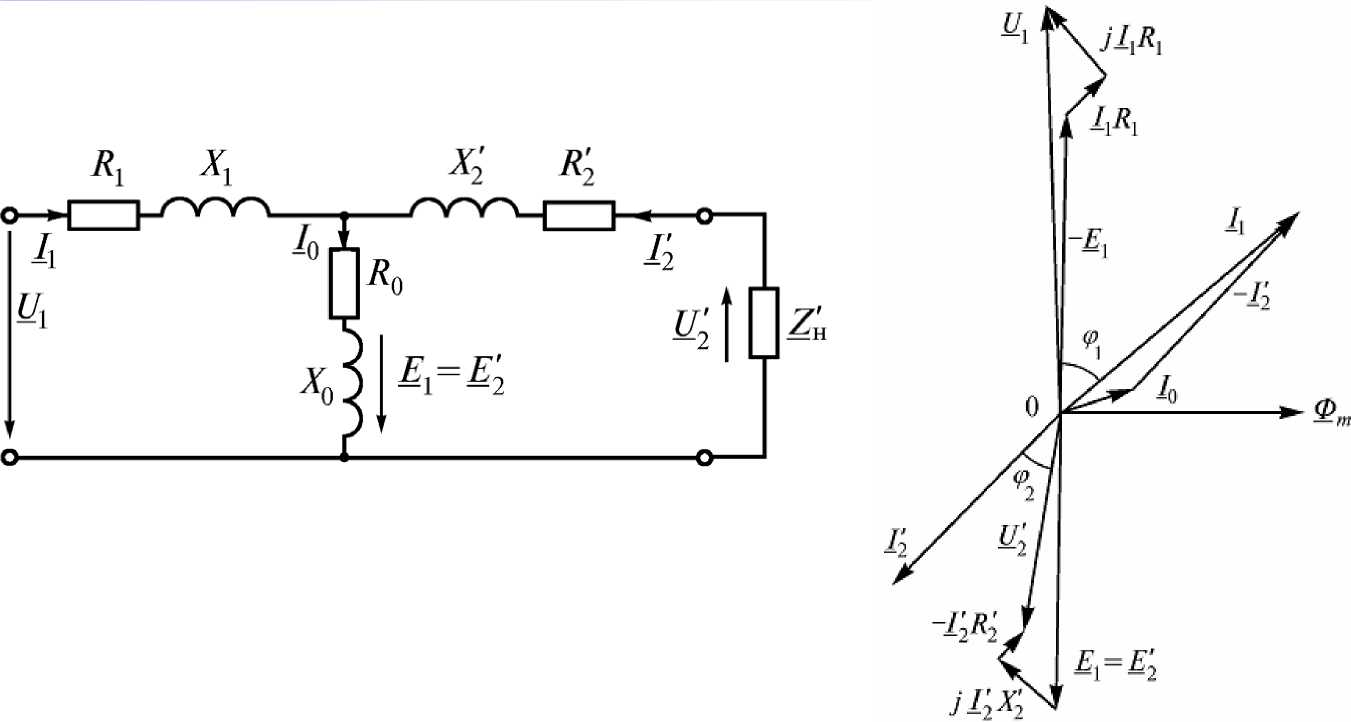 R₁ X₁ X′₂ R′₂
I₁ I₀ I′₂
R₀
U₁ U′₂ Z′н
X₀ E₁=E′₂
U₁ jI₁R₁
I₁R₁
I₁
-E₁
-I′₂
φ₁
I₀
0 Φm
φ₂
I′₂ U′₂
-I′₂R′₂
E₁=E′₂
jI′₂X′₂